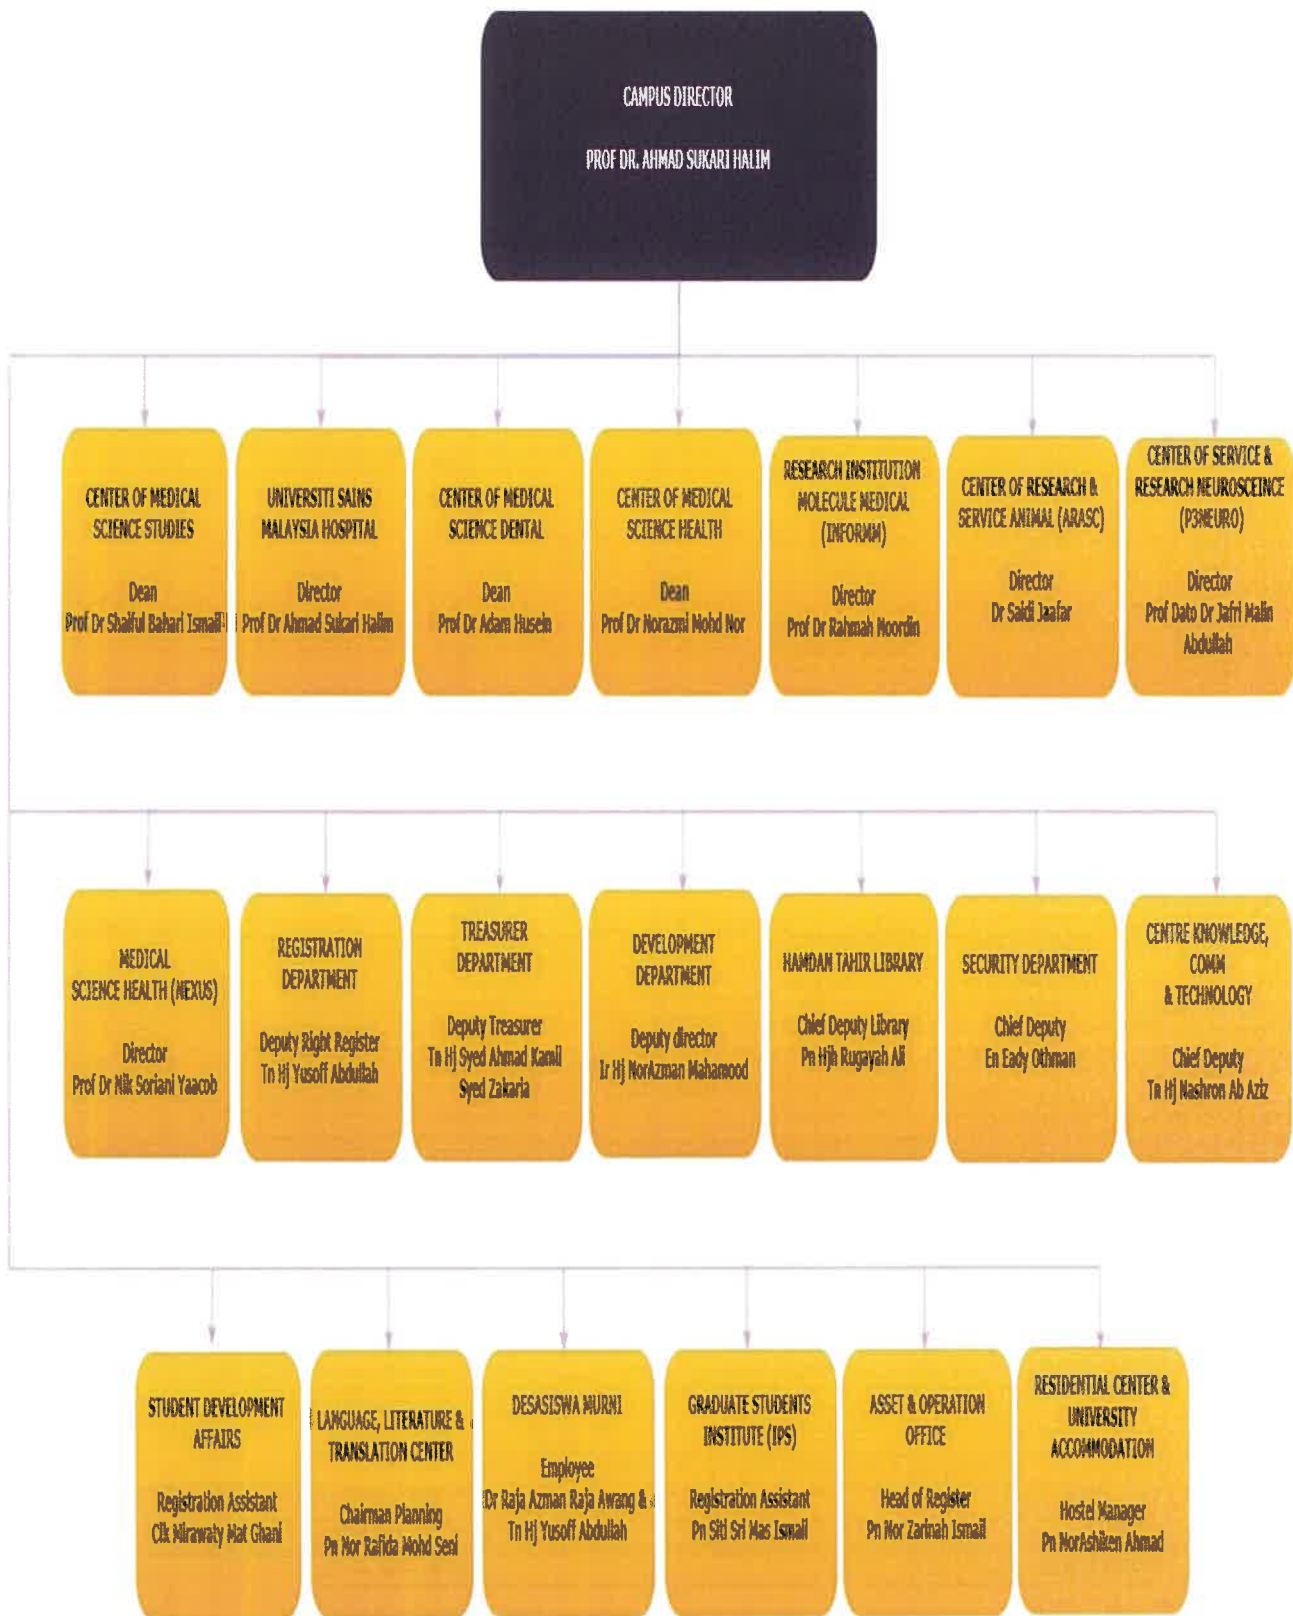 CAMPUS DIRECTOR
PROF DR. AHMAD SUKARI HALIM
CENTER OF MEDICAL
SCIENCE STUDIES
Dean
Prof Dr Shaiful Bahari Ismail
UNIVERSITI SAINS
MALAYSIA HOSPITAL
Director
Prof Dr Ahmad Sukari Halim
CENTER OF MEDICAL
SCIENCE DENTAL
Dean
Prof Dr Adam Husein
CENTER OF MEDICAL
SCIENCE HEALTH
Dean
Prof Dr Norazmi Mohd Nor
RESEARCH INSTITUTION
MOLECULE MEDICAL
(INFORMM)
Director
Prof Dr Rahmah Noordin
CENTER OF RESEARCH &
SERVICE ANIMAL (ARASC)
Director
Dr Saidi Jaafar
CENTER OF SERVICE &
RESEARCH NEUROSCEINCE
(P3NEURO)
Director
Prof Dato Dr Jafri Malin
Abdullah
MEDICAL
SCIENCE HEALTH (NEXUS)
Director
Prof Dr Nik Soriani Yaacob
REGISTRATION
DEPARTMENT
Deputy Right Register
Tn Hj Yusoff Abdullah
TREASURER
DEPARTMENT
Deputy Treasurer
Tn Hj Syed Ahmad Kamil
Syed Zakaria
DEVELOPMENT
DEPARTMENT
Deputy director
Ir Hj NorAzman Mahamood
HAMDAN TAHIR LIBRARY
Chief Deputy Library
Pn Hjh Rugayah Ali
SECURITY DEPARTMENT
Chief Deputy
En Eady Othman
CENTRE KNOWLEDGE,
COMM
& TECHNOLOGY
Chief Deputy
Tn Hj Nashron Ab Aziz
STUDENT DEVELOPMENT
AFFAIRS
Registration Assistant
Cik Mirawaty Mat Ghani
LANGUAGE, LITERATURE &
TRANSLATION CENTER
Chairman Planning
Pn Nor Rafida Mohd Seni
DESASISWA MURNI
Employee
Dr Raja Azman Raja Awang &
Tn Hj Yusoff Abdullah
GRADUATE STUDENTS
INSTITUTE (IPS)
Registration Assistant
Pn Siti Sri Mas Ismail
ASSET & OPERATION
OFFICE
Head of Register
Pn Nor Zarinah Ismail
RESIDENTIAL CENTER &
UNIVERSITY
ACCOMMODATION
Hostel Manager
Pn NorAshiken Ahmad